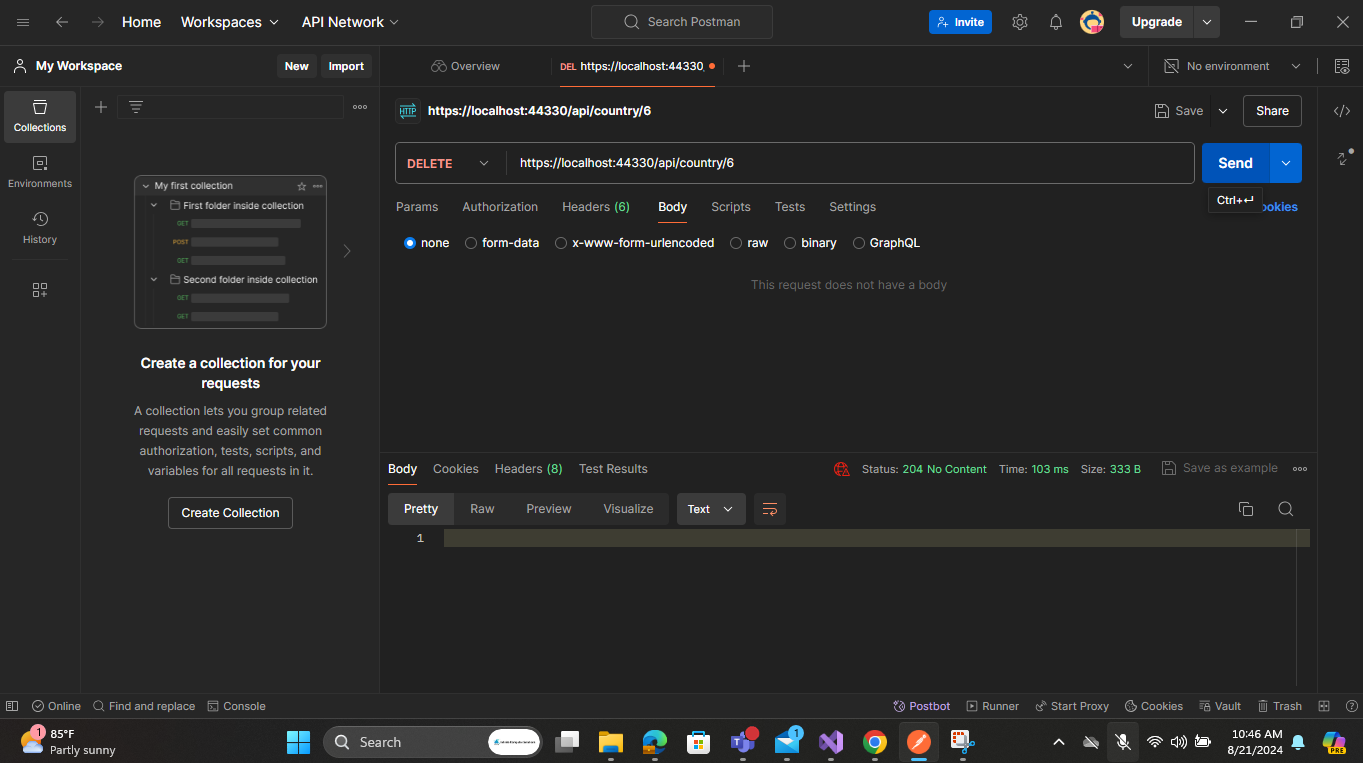 Home Workspaces API Network Search Postman Invite Upgrade
My Workspace New Import Overview DEL https://localhost:44330, No environment
Collections
Environments
History
My first collection
First folder inside collection
GET
POST
GET
Second folder inside collection
GET
GET
Create a collection for your
requests
A collection lets you group related
requests and easily set common
authorization, tests, scripts, and
variables for all requests in it.
Create Collection
HTTP https://localhost:44330/api/country/6 Save Share
DELETE https://localhost:44330/api/country/6 Send
Ctrl+↵
Params Authorization Headers (6) Body Scripts Tests Settings ookies
none form-data x-www-form-urlencoded raw binary GraphQL
This request does not have a body
Body Cookies Headers (8) Test Results Status: 204 No Content Time: 103 ms Size: 333 B Save as example
Pretty Raw Preview Visualize Text
1
Online Find and replace Console Postbot Runner Start Proxy Cookies Vault Trash
1 85°F
Partly sunny
Search
1
PRE
10:46 AM
8/21/2024